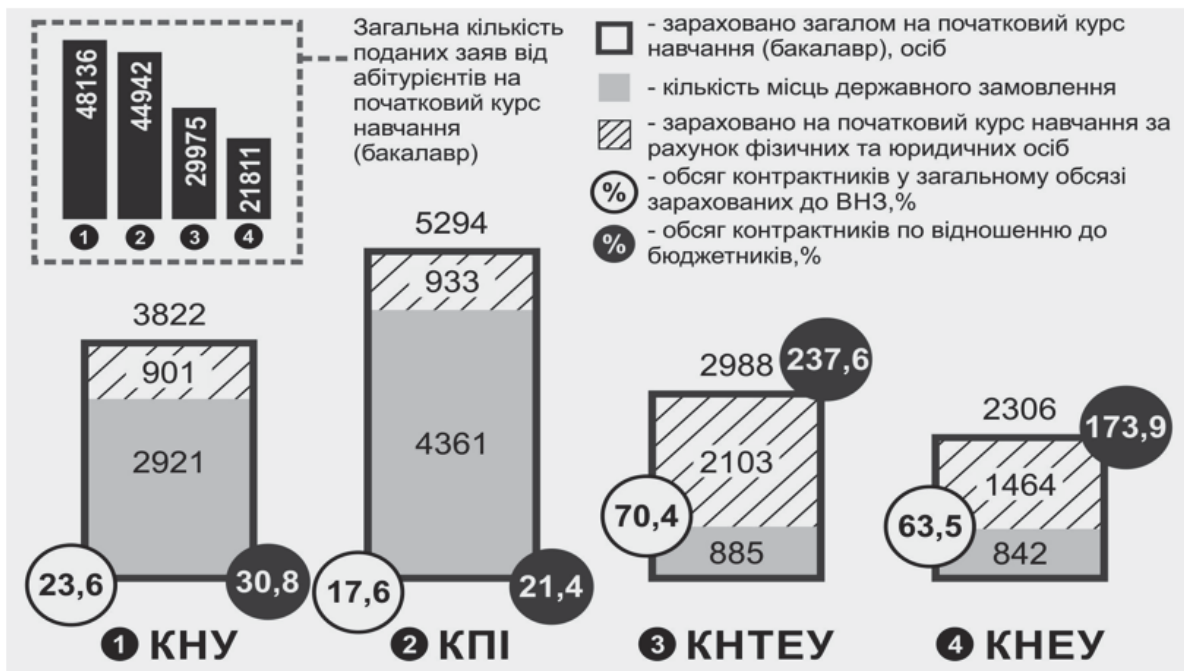 48136
44942
29975
21811
1
2
3
4
Загальна кількість
поданих заяв від
абітурієнтів на
початковий курс
навчання
(бакалавр)
- зараховано загалом на початковий курс
навчання (бакалавр), осіб
- кількість місць державного замовлення
- зараховано на початковий курс навчання за
рахунок фізичних та юридичних осіб
% - обсяг контрактників у загальному обсязі
зарахованих до ВНЗ,%
% - обсяг контрактників по відношенню до
бюджетників,%
3822
901
2921
23,6
30,8
1 КНУ
5294
933
4361
17,6
21,4
2 КПІ
2988
237,6
2103
70,4
885
3 КНТЕУ
2306
173,9
1464
63,5
842
4 КНЕУ